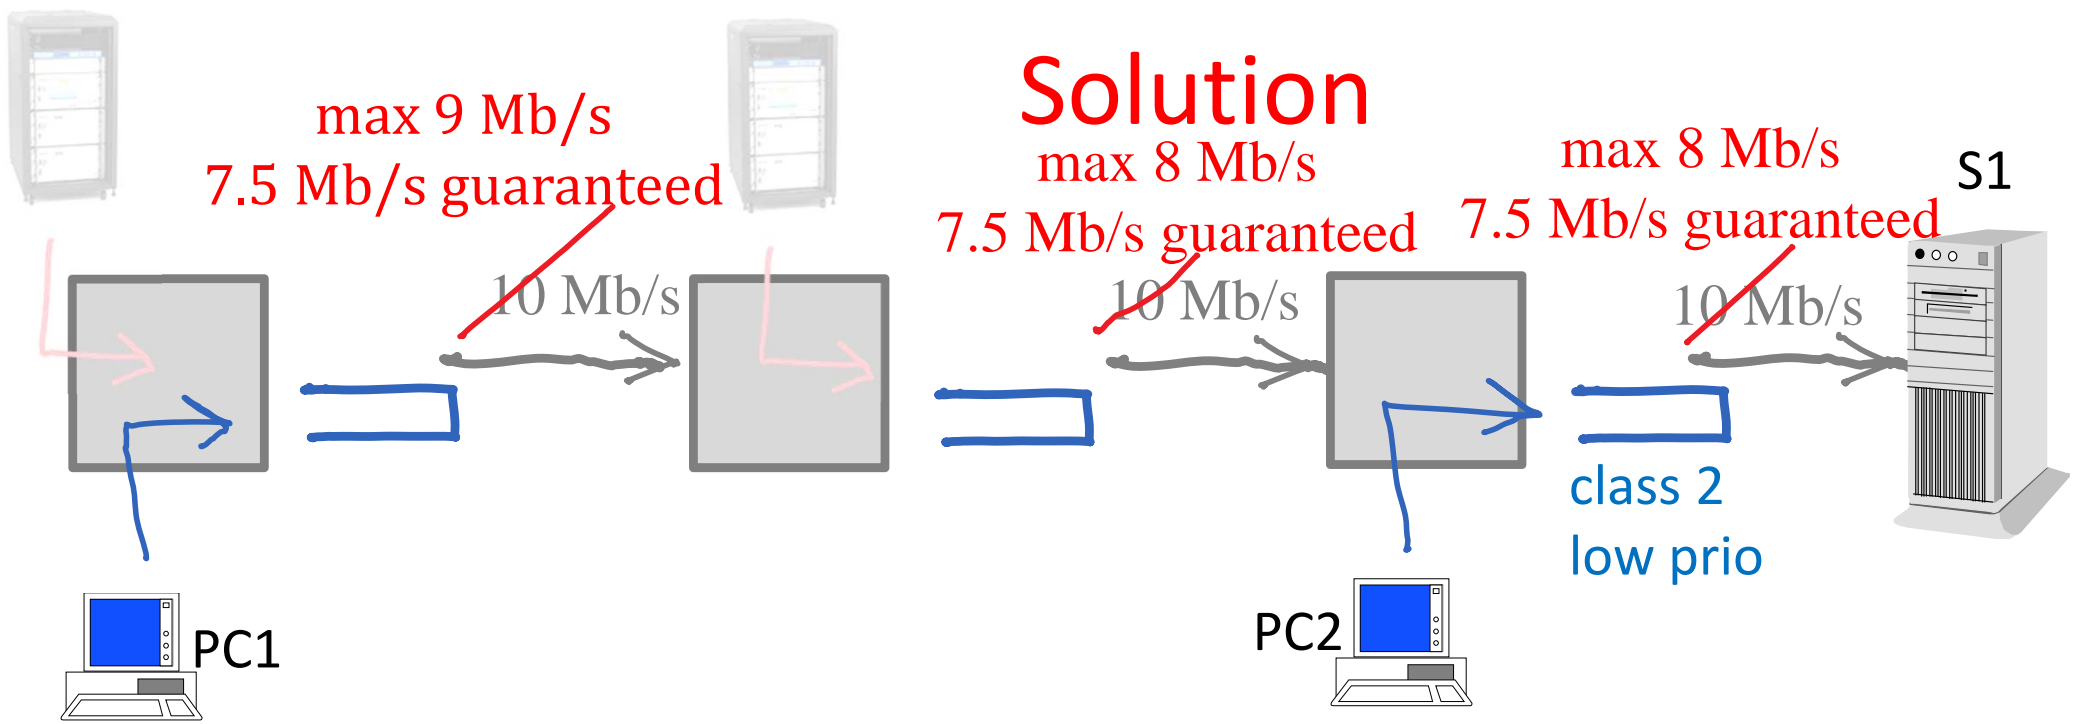 Solution
max 9 Mb/s
7.5 Mb/s guaranteed
max 8 Mb/s
7.5 Mb/s guaranteed
max 8 Mb/s
7.5 Mb/s guaranteed
S1
10 Mb/s
10 Mb/s
10 Mb/s
class 2
low prio
PC1
PC2